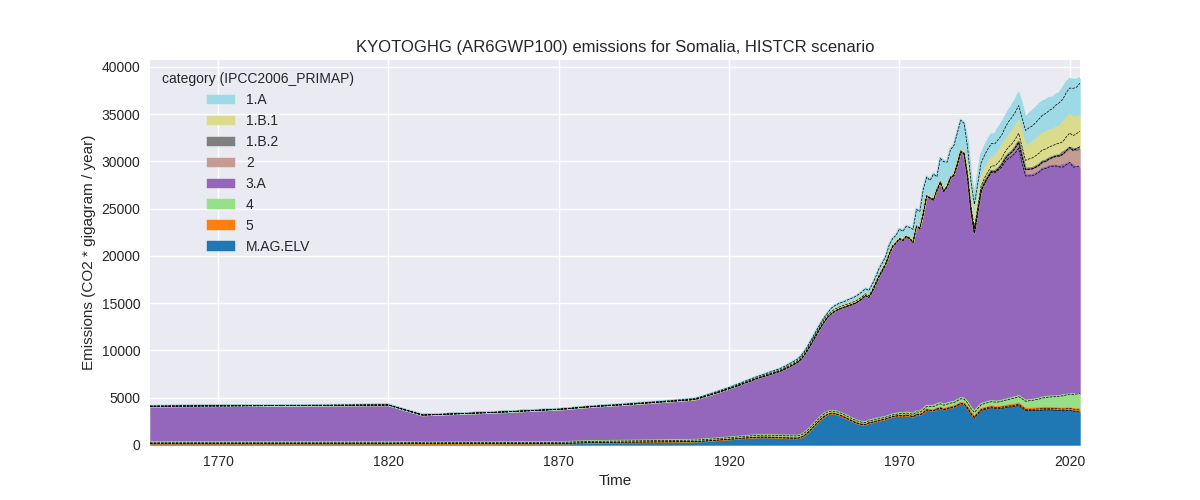 KYOTOGHG (AR6GWP100) emissions for Somalia, HISTCR scenario
40000
35000
30000
25000
20000
15000
10000
5000
0
Emissions (CO2 * gigagram / year)
category (IPCC2006_PRIMAP)
1.A
1.B.1
1.B.2
2
3.A
4
5
M.AG.ELV
1770
1820
1870
1920
1970
2020
Time